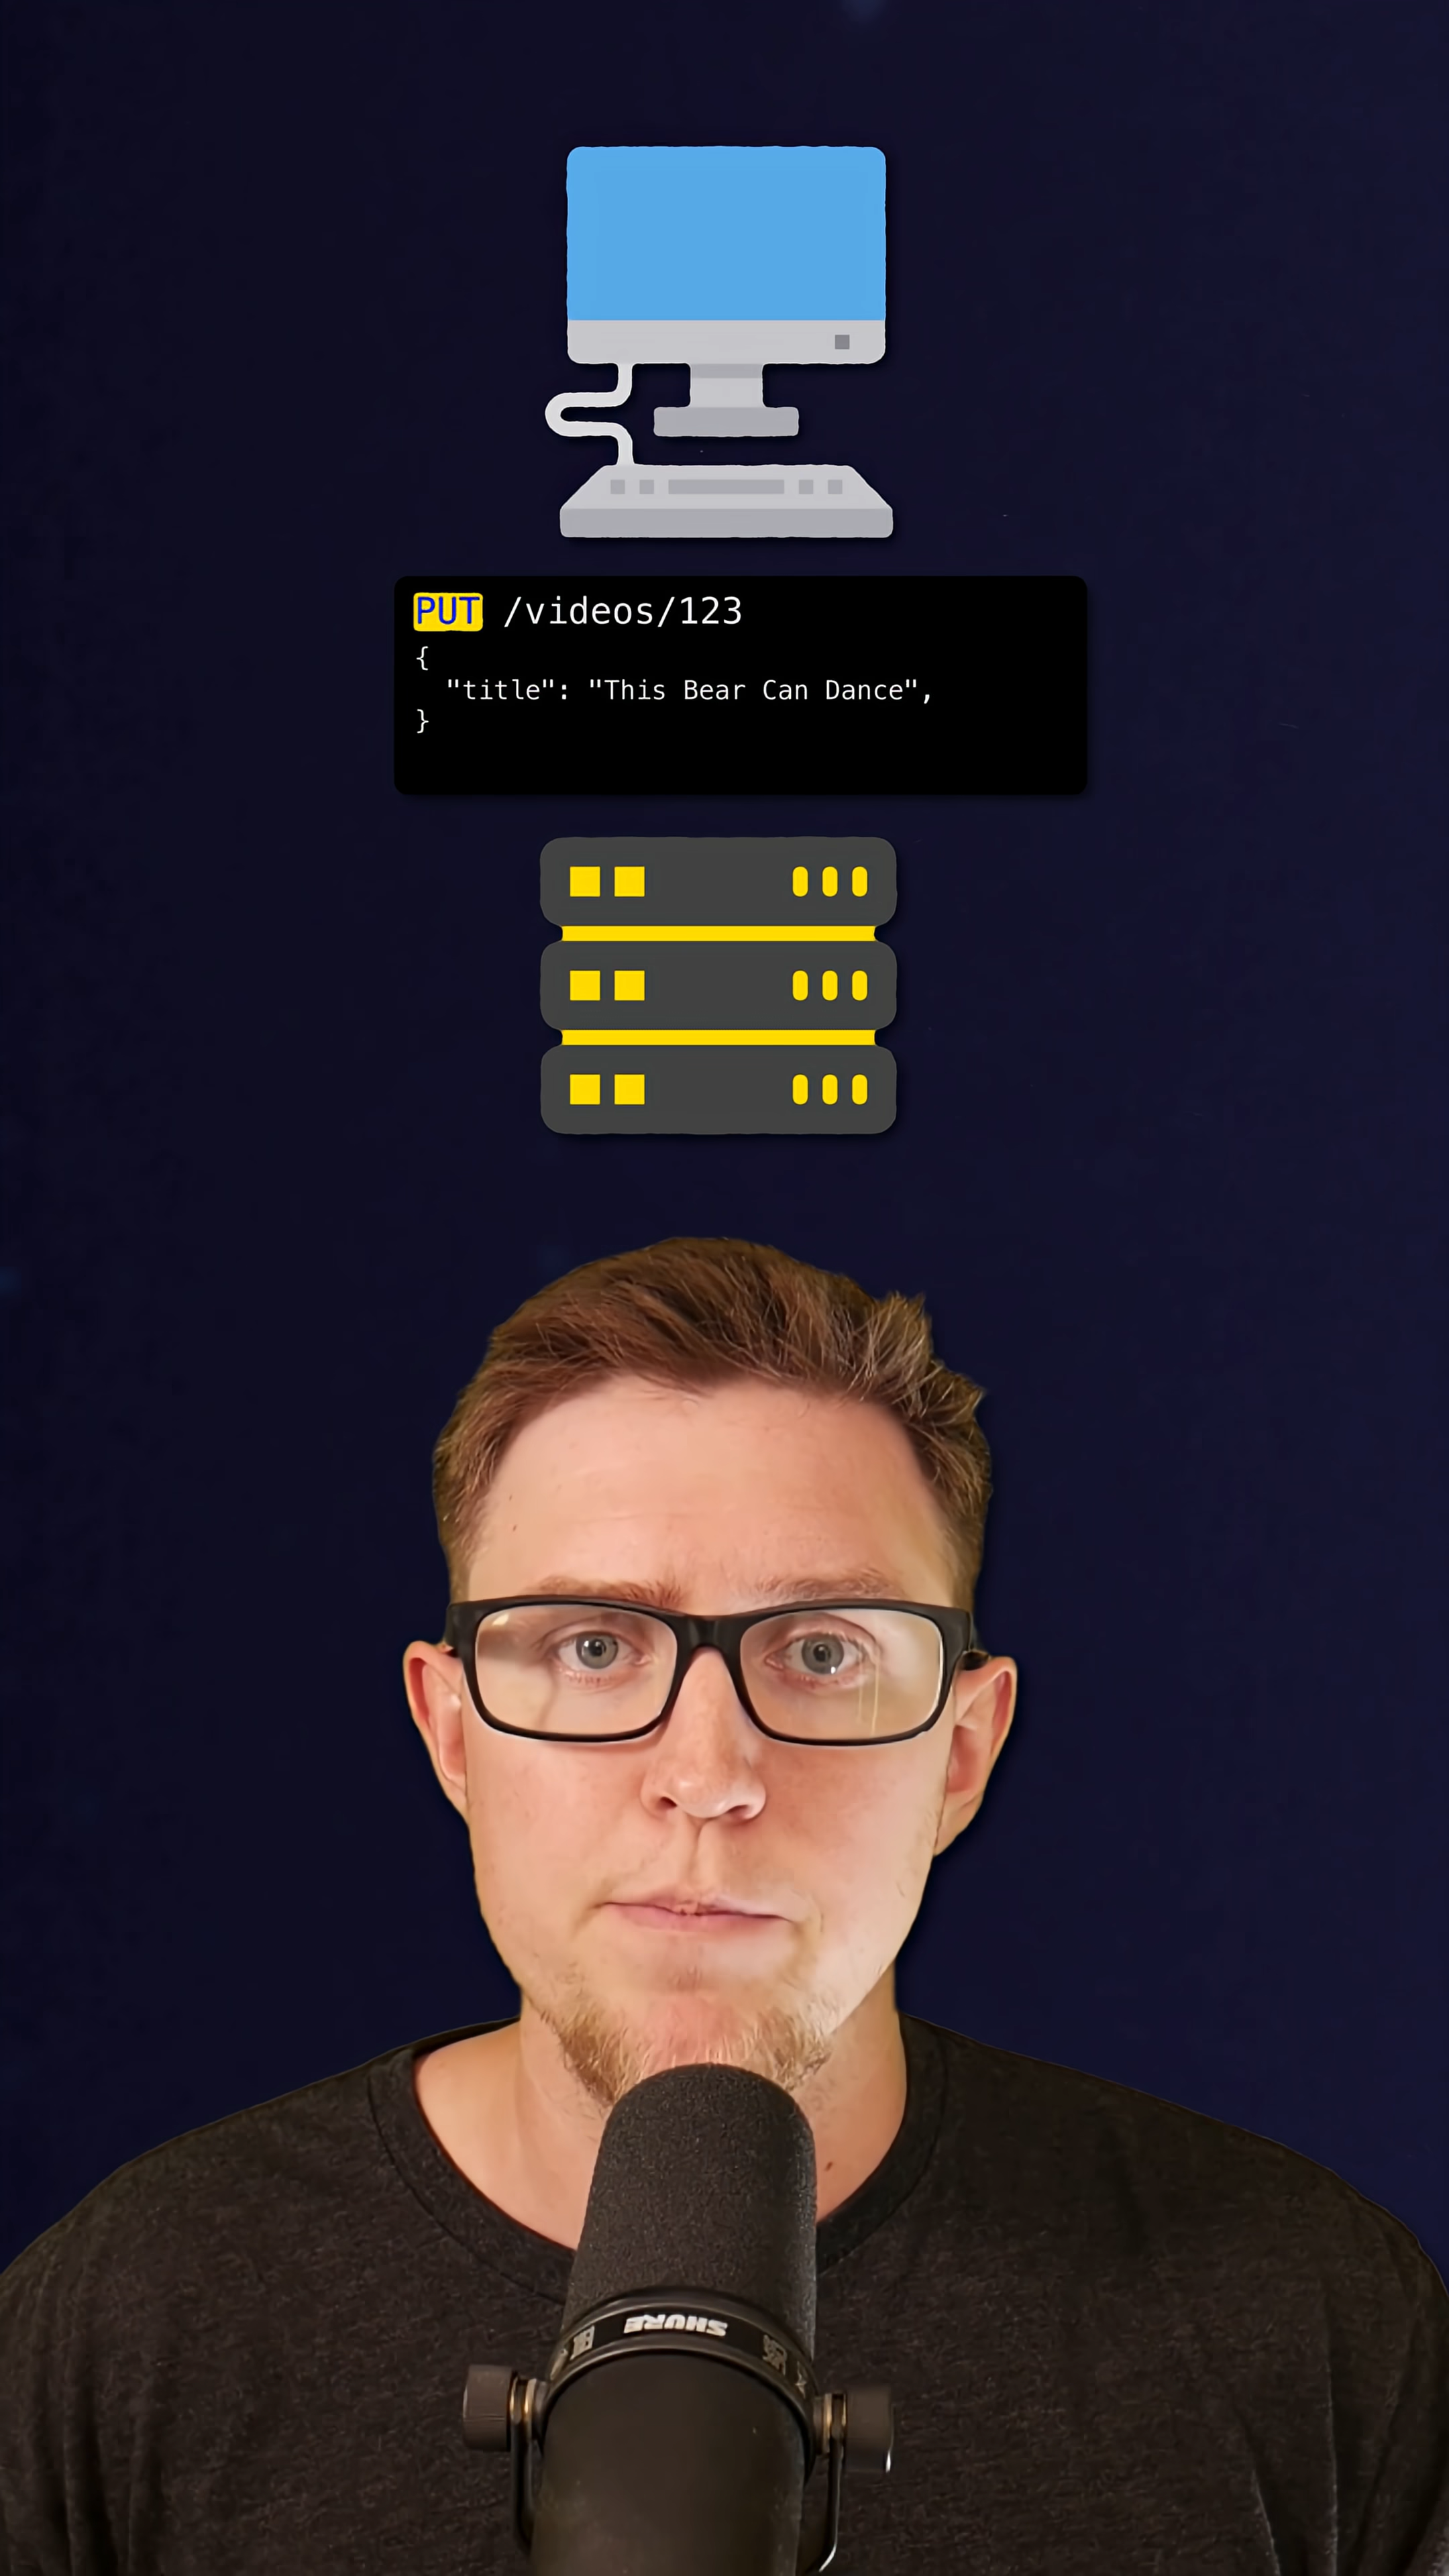 PUT /videos/123
{
"title": "This Bear Can Dance",
}
SHURE